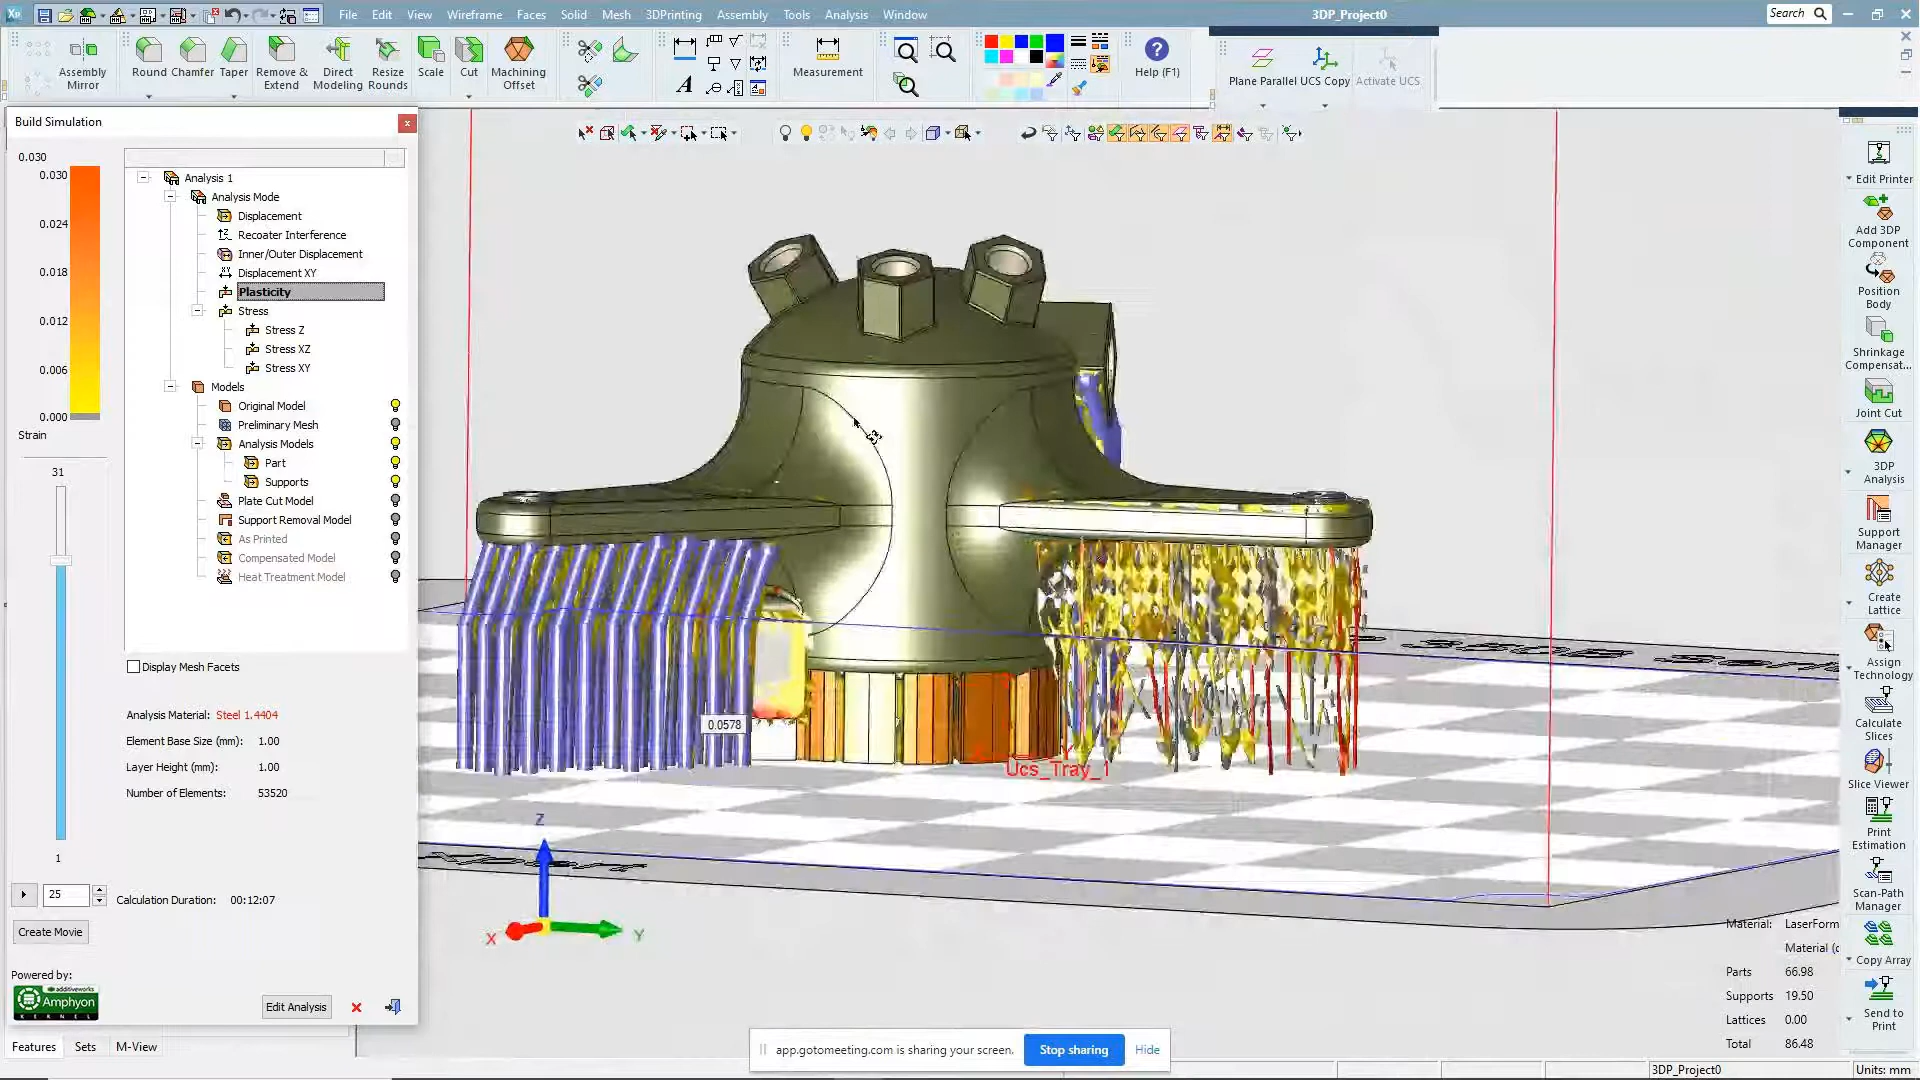 File Edit View Wireframe Faces Solid Mesh 3DPrinting Assembly Tools Analysis Window
3DP_Project0
Search
Assembly Mirror
Round
Chamfer
Taper
Remove & Extend
Direct Modeling
Resize Rounds
Scale
Cut
Machining Offset
Measurement
Help (F1)
Plane Parallel
UCS Copy
Activate UCS
Build Simulation
0.030
0.030
0.024
0.018
0.012
0.006
0.000
Strain
31
1
Analysis 1
Analysis Mode
Displacement
Recoater Interference
Inner/Outer Displacement
Displacement XY
Plasticity
Stress
Stress Z
Stress XZ
Stress XY
Models
Original Model
Preliminary Mesh
Analysis Models
Part
Supports
Plate Cut Model
Support Removal Model
As Printed
Compensated Model
Heat Treatment Model
Display Mesh Facets
Analysis Material: Steel 1.4404
Element Base Size (mm): 1.00
Layer Height (mm): 1.00
Number of Elements: 53520
25
Calculation Duration: 00:12:07
Create Movie
Powered by:
additiveworks
Amphyon
KERNEL
Edit Analysis
Features Sets M-View
0.0578
Ucs_Tray_1
Y
Z
X
Y
Edit Printer
Add 3DP Component
Position Body
Shrinkage Compensat...
Joint Cut
3DP Analysis
Support Manager
Create Lattice
Assign Technology
Calculate Slices
Slice Viewer
Print Estimation
Scan-Path Manager
Copy Array
Send to Print
Material: LaserForm
Material (c
Parts 66.98
Supports 19.50
Lattices 0.00
Total 86.48
app.gotomeeting.com is sharing your screen.
Stop sharing
Hide
3DP_Project0
Units: mm